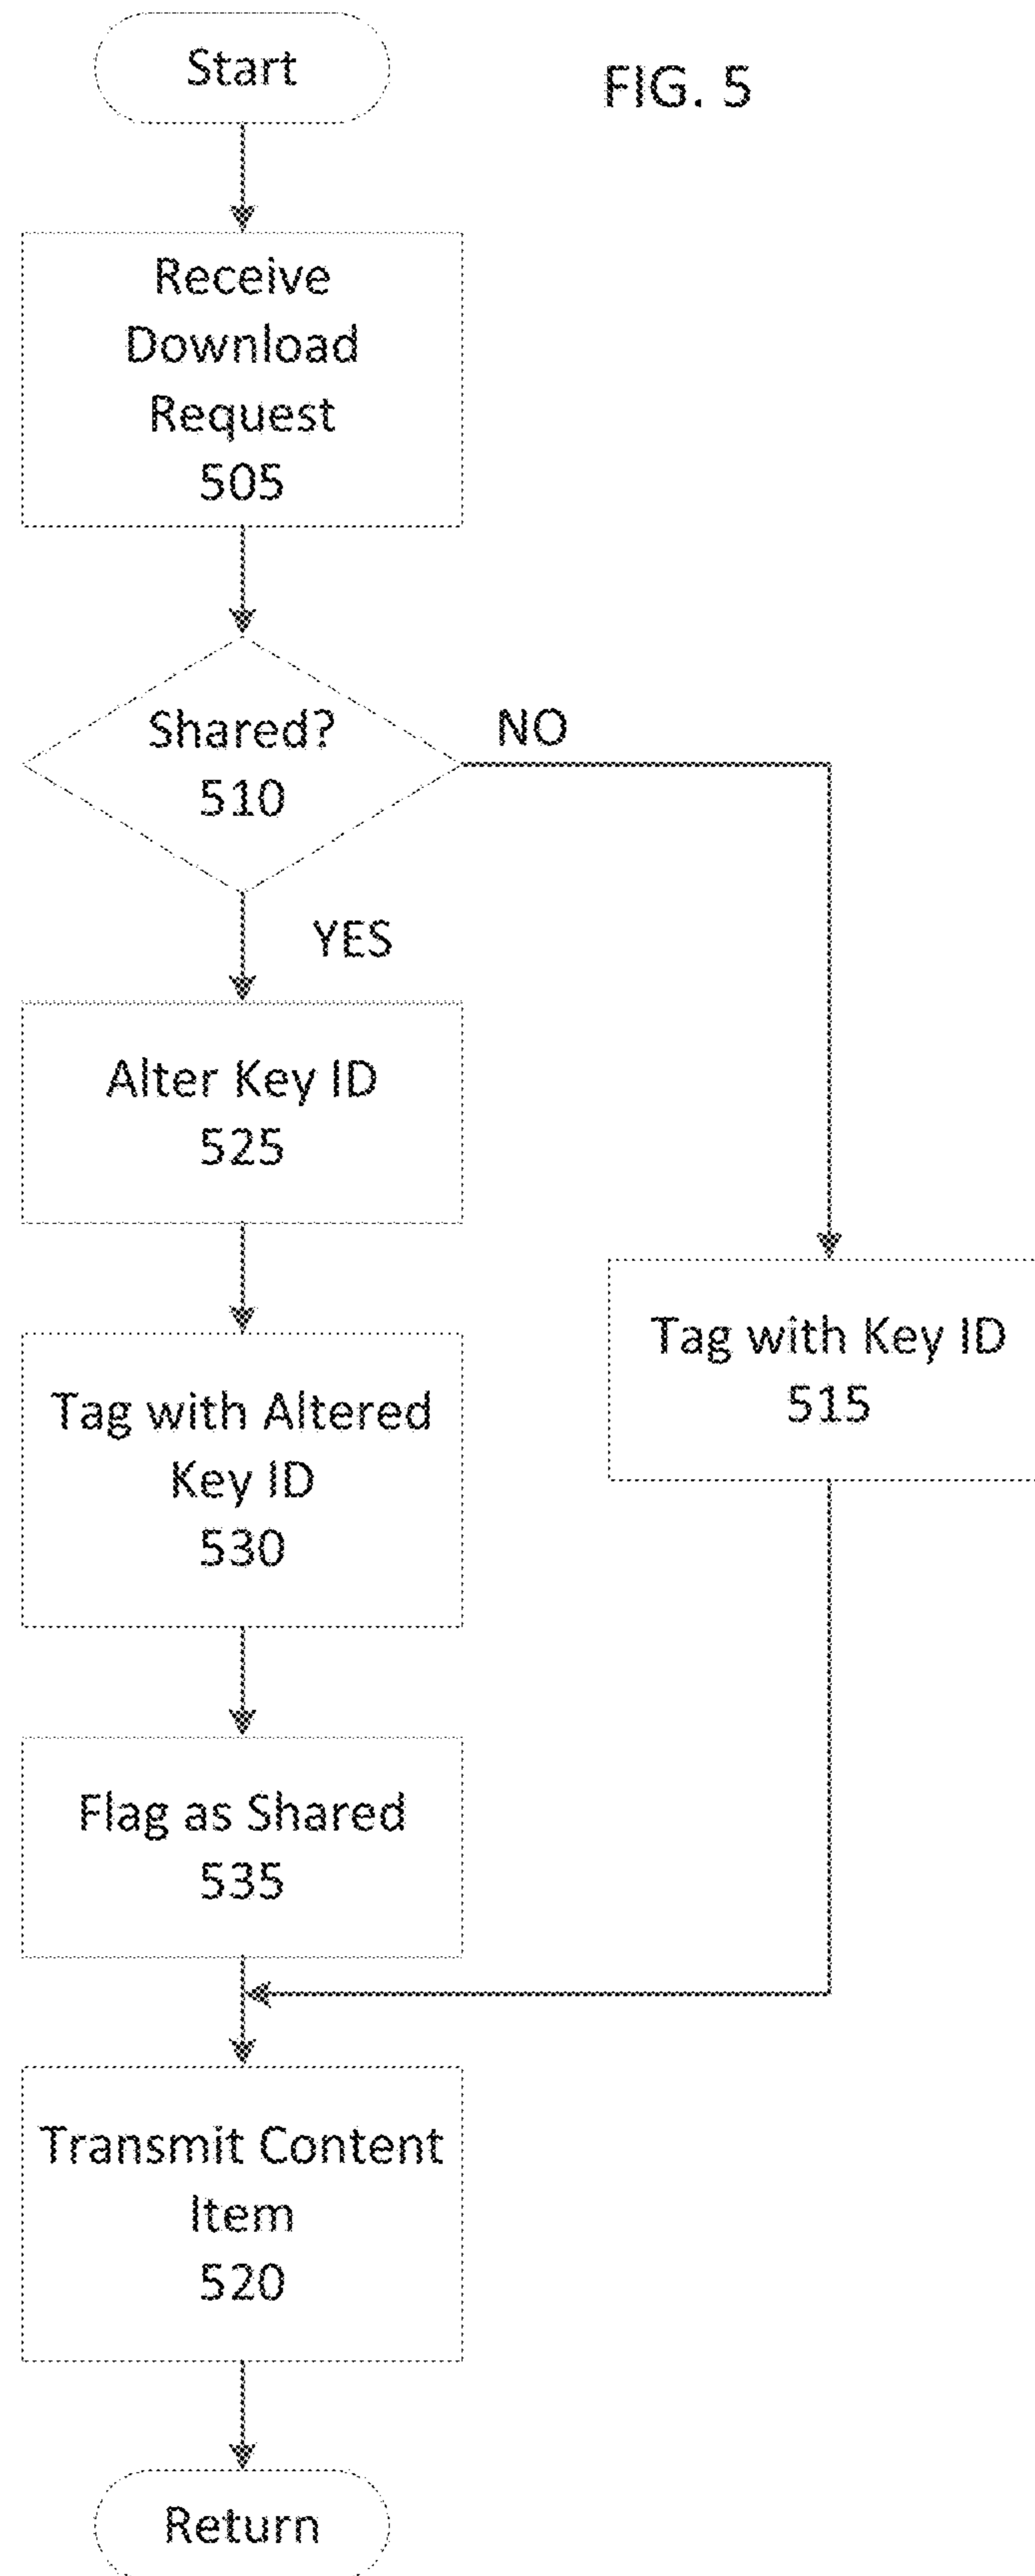 Start
FIG. 5
Receive
Download
Request
505
Shared?
510
NO
YES
Alter Key ID
525
Tag with Key ID
515
Tag with Altered
Key ID
530
Flag as Shared
535
Transmit Content
Item
520
Return